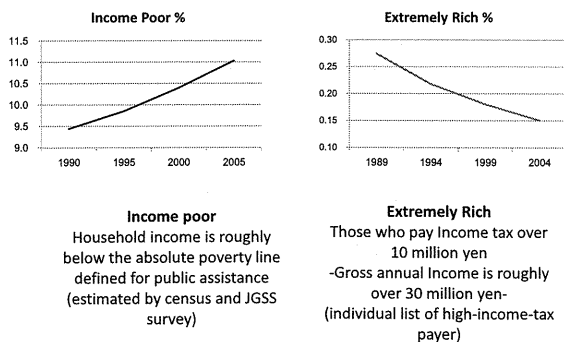 Income Poor %
11.5
11.0
10.5
10.0
9.5
9.0
1990 1995 2000 2005
Income poor
Household income is roughly
below the absolute poverty line
defined for public assistance
(estimated by census and JGSS
survey)
Extremely Rich %
0.30
0.25
0.20
0.15
0.10
1989 1994 1999 2004
Extremely Rich
Those who pay Income tax over
10 million yen
-Gross annual Income is roughly
over 30 million yen-
(individual list of high-income-tax
payer)